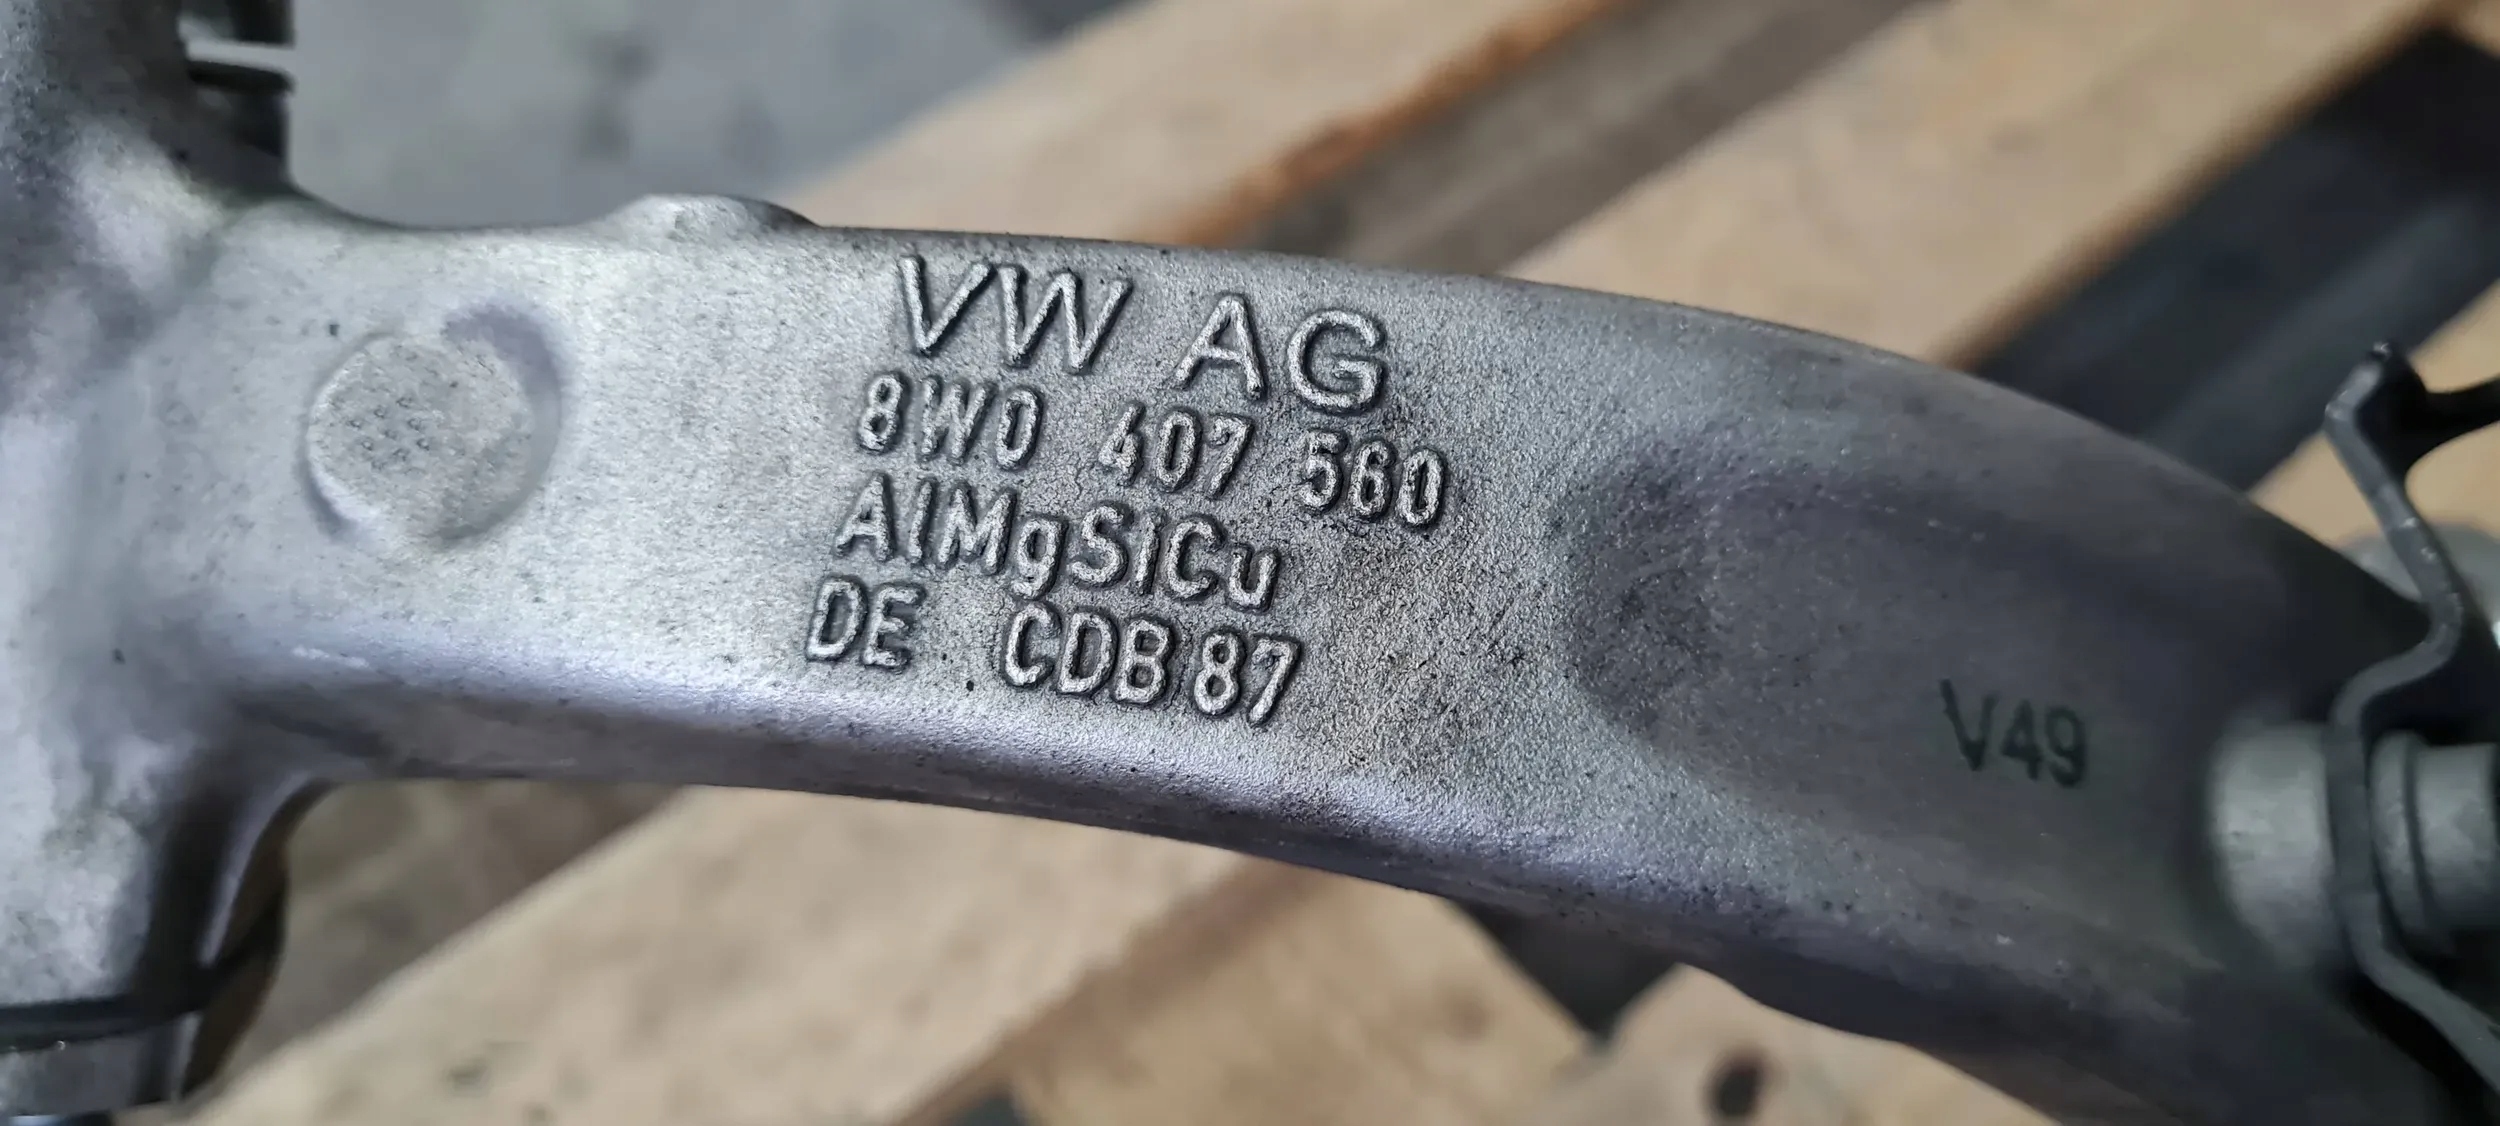 VW AG
8W0 407 560
AlMgSiCu
DE CDB 87
V49